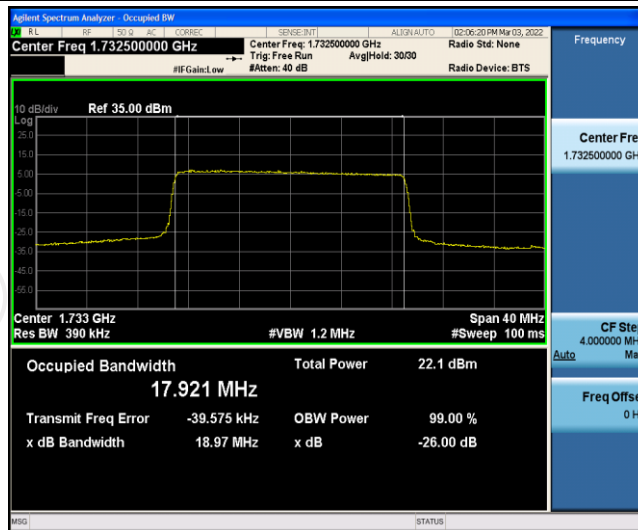 Agilent Spectrum Analyzer - Occupied BW
RL RF 50 Ω AC CORREC SENSE:INT ALIGN AUTO 02:06:20 PM Mar 03, 2022
Center Freq 1.732500000 GHz
Center Freq: 1.732500000 GHz
Radio Std: None
Trig: Free Run Avg|Hold: 30/30
#IFGain:Low #Atten: 40 dB Radio Device: BTS
Frequency
10 dB/div Ref 35.00 dBm
Log
25.0
15.0
5.00
-5.00
-15.0
-25.0
-35.0
-45.0
-55.0
Center 1.733 GHz Span 40 MHz
Res BW 390 kHz #VBW 1.2 MHz #Sweep 100 ms
Center Fre
1.732500000 GH
CF Ste
4.000000 MH
Auto Ma
Freq Offse
0 H
Occupied Bandwidth Total Power 22.1 dBm
17.921 MHz
Transmit Freq Error -39.575 kHz OBW Power 99.00 %
x dB Bandwidth 18.97 MHz x dB -26.00 dB
MSG STATUS